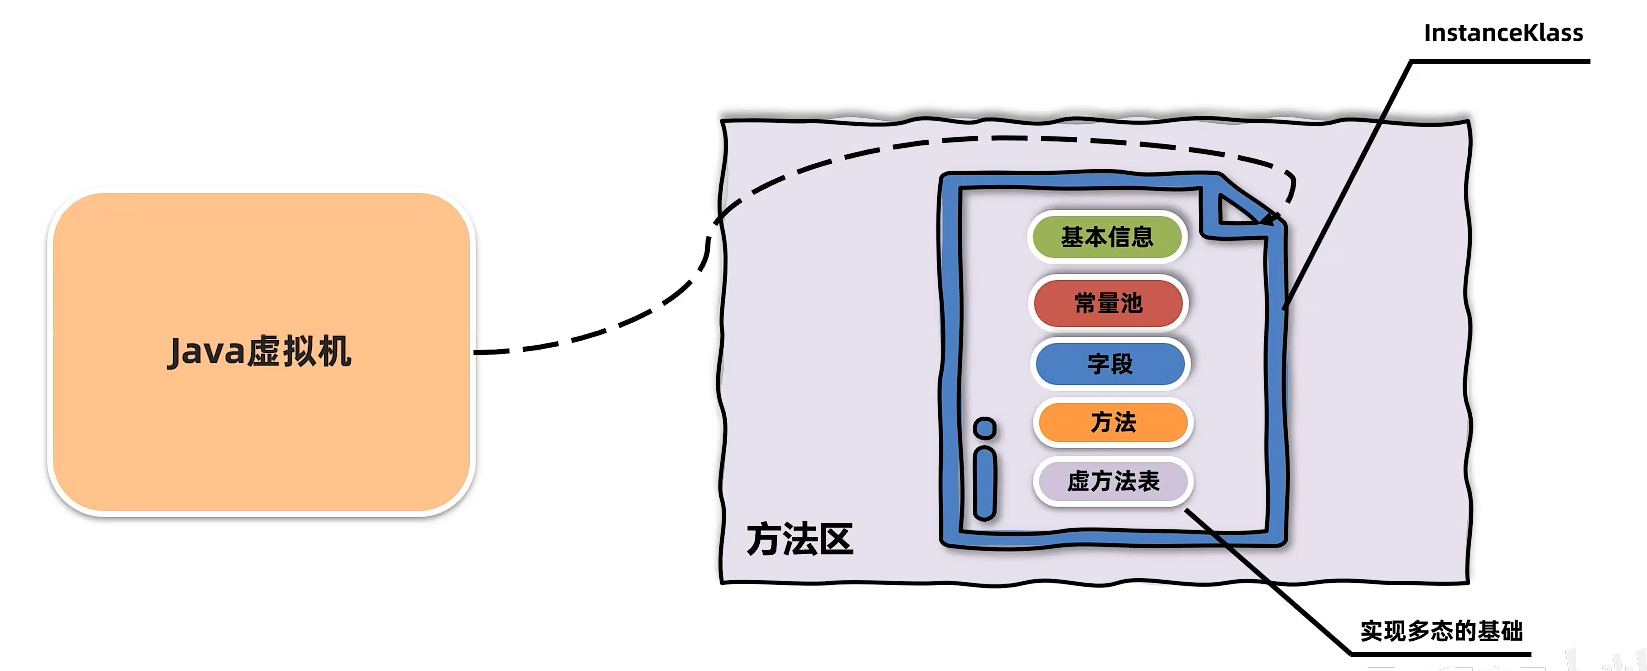 InstanceKlass
基本信息
常量池
Java虚拟机
字段
方法
虚方法表
方法区
实现多态的基础